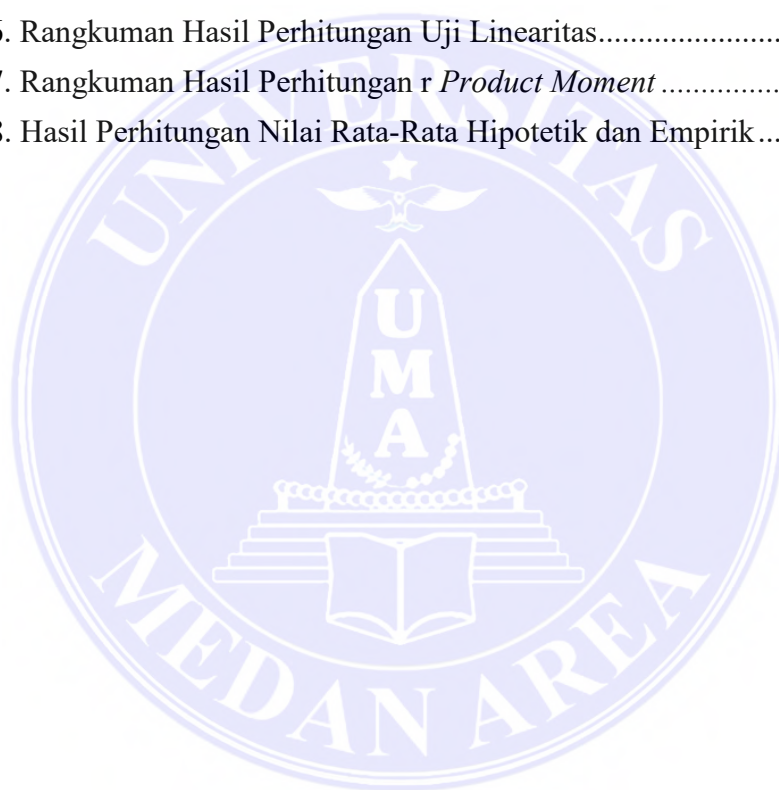 6. Rangkuman Hasil Perhitungan Uji Linearitas.......................
7. Rangkuman Hasil Perhitungan r Product Moment ...............
8. Hasil Perhitungan Nilai Rata-Rata Hipotetik dan Empirik ...
UNIVERSITAS
U
M
A
MEDAN AREA